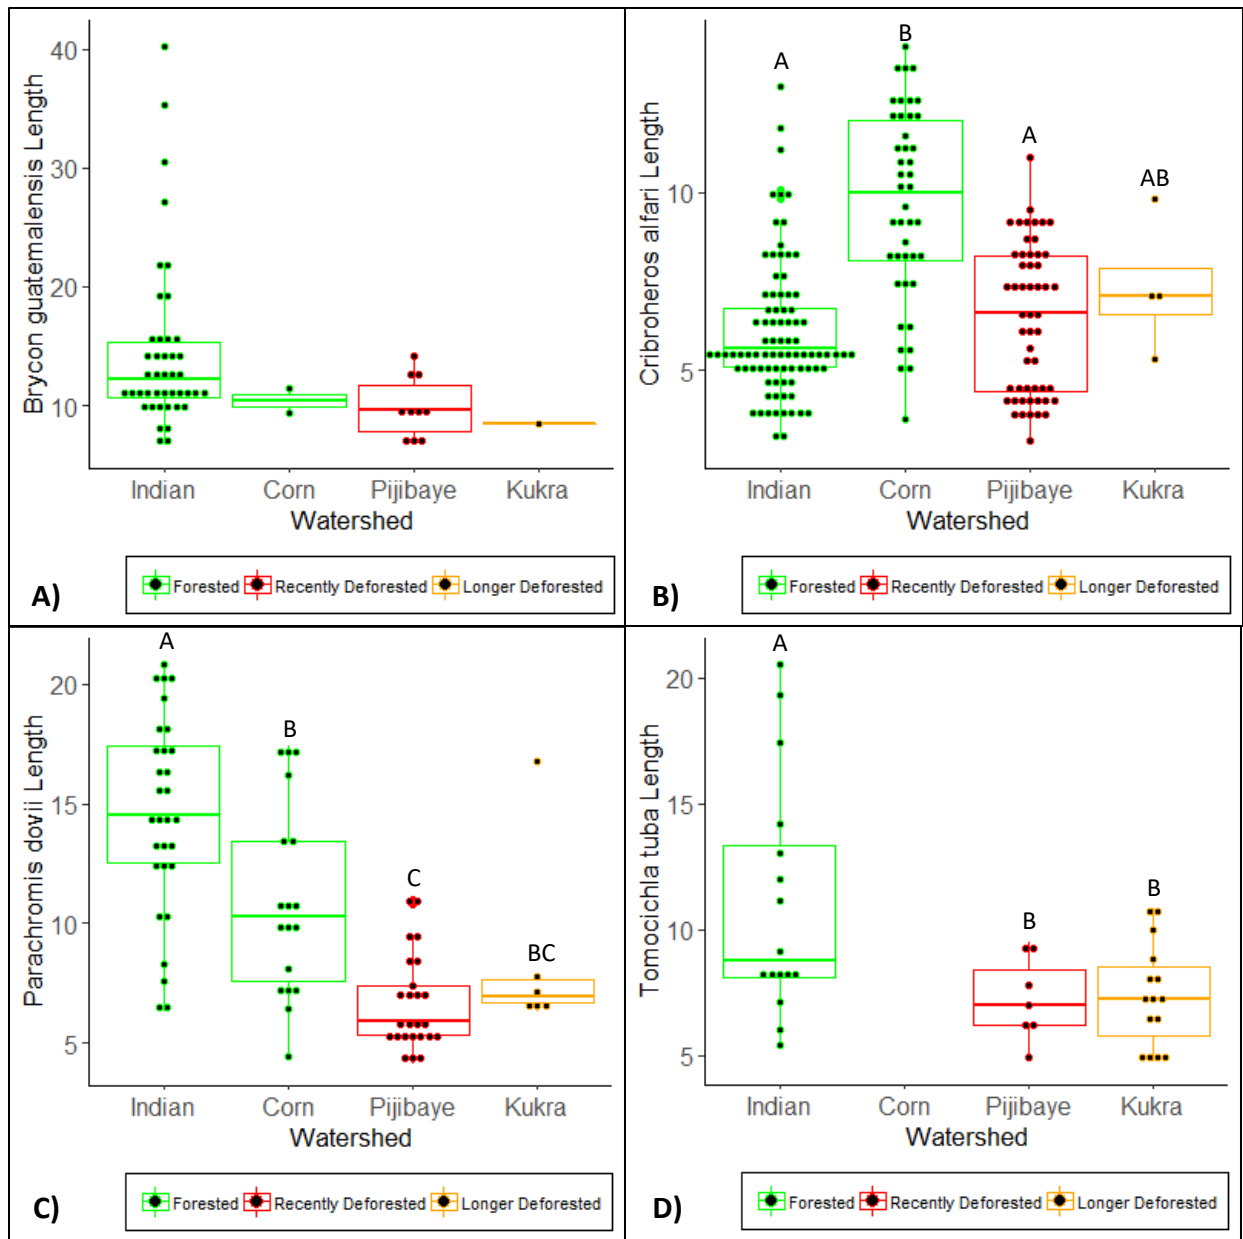 Bryon guatemalensis Length
40
30
20
10
Indian Corn Pijibaye Kukra
Watershed
Forested Recently Deforested Longer Deforested
A)
Cribroheros alfari Length
10
5
A
B
A
AB
Indian Corn Pijibaye Kukra
Watershed
Forested Recently Deforested Longer Deforested
B)
Parachromis dovii Length
20
15
10
5
A
B
C
BC
Indian Corn Pijibaye Kukra
Watershed
Forested Recently Deforested Longer Deforested
C)
Tomocichla tuba Length
20
15
10
5
A
B
B
Indian Corn Pijibaye Kukra
Watershed
Forested Recently Deforested Longer Deforested
D)